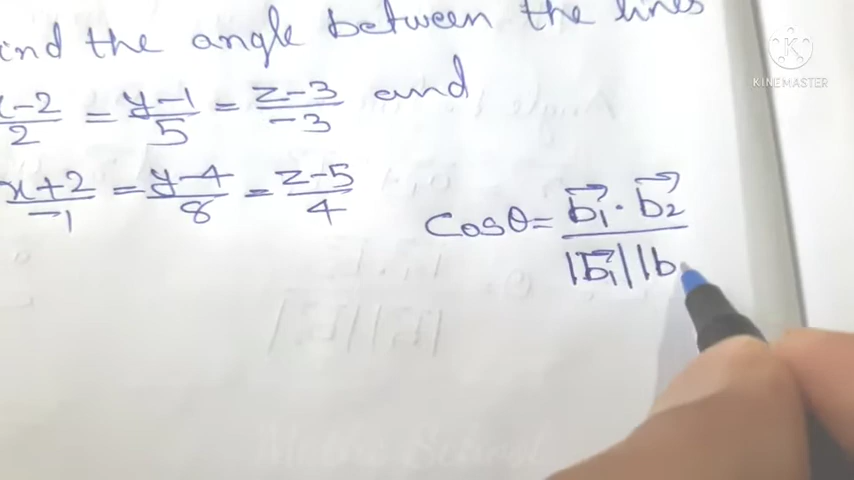 ind the angle between the lines
x-2/2 = y-1/5 = z-3/-3 and
x+2/-1 = y-4/8 = z-5/4
Cosθ = b₁⃗ · b₂⃗ / |b₁⃗| |b
KINEMASTER